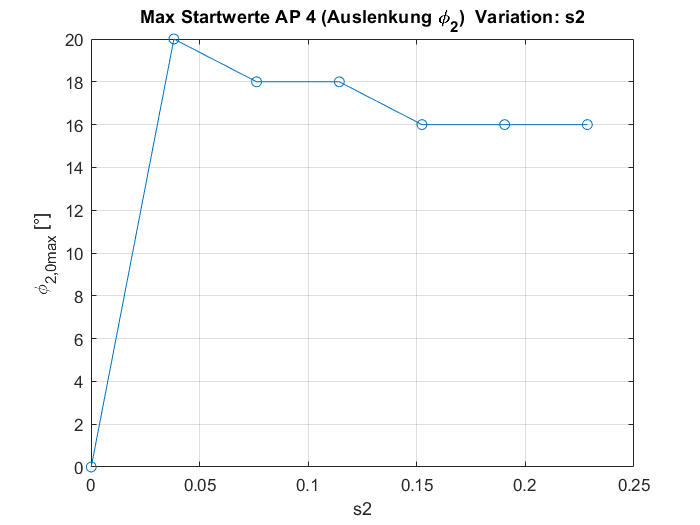 Max Startwerte AP 4 (Auslenkung ϕ2) Variation: s2
20
18
16
14
12
10
8
6
4
2
0
ϕ2,0max [°]
0 0.05 0.1 0.15 0.2 0.25
s2